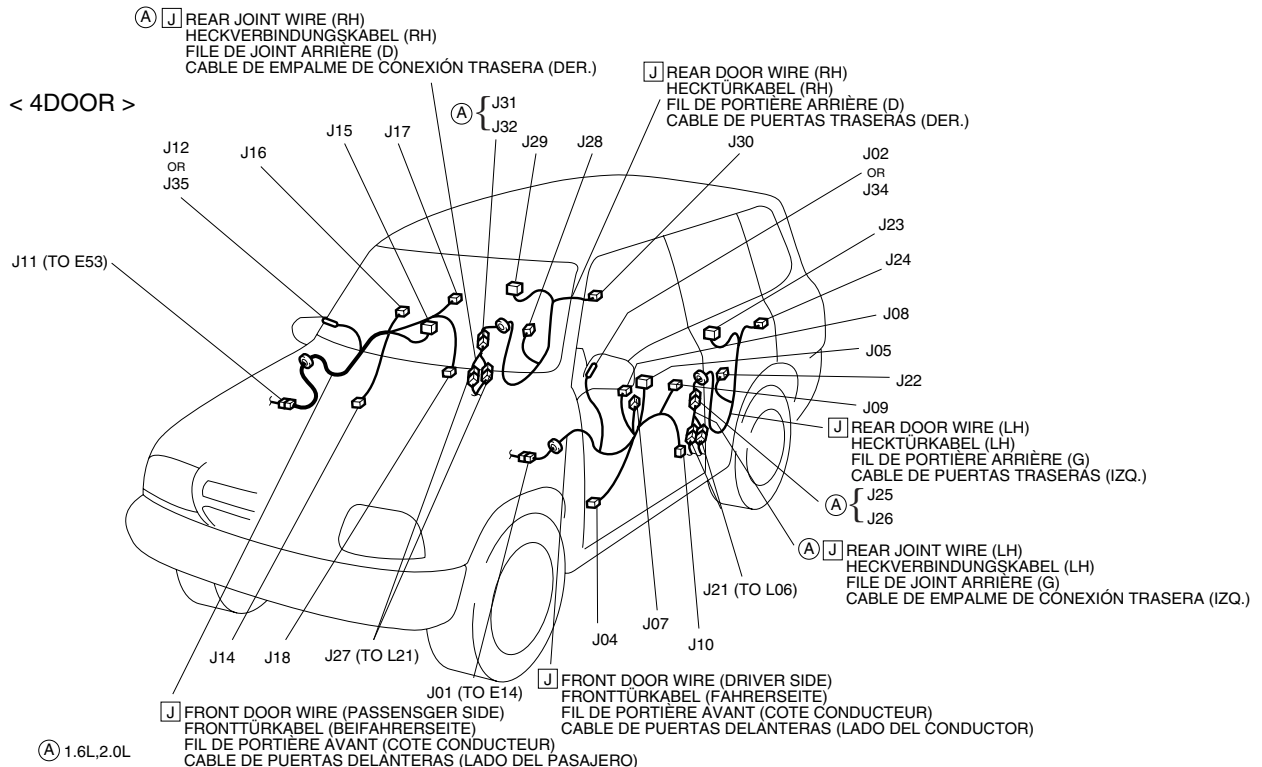 Ⓐ J REAR JOINT WIRE (RH)
HECKVERBINDUNGSKABEL (RH)
FILE DE JOINT ARRIÈRE (D)
CABLE DE EMPALME DE CONEXIÓN TRASERA (DER.)
J REAR DOOR WIRE (RH)
HECKTÜRKABEL (RH)
FIL DE PORTIÈRE ARRIÈRE (D)
CABLE DE PUERTAS TRASERAS (DER.)
< 4DOOR >
Ⓐ { J31
J32
J12
OR
J35
J16
J15
J17
J29
J28
J30
J02
OR
J34
J23
J11 (TO E53)
J24
J08
J05
J22
J09
J REAR DOOR WIRE (LH)
HECKTÜRKABEL (LH)
FIL DE PORTIÈRE ARRIÈRE (G)
CABLE DE PUERTAS TRASERAS (IZQ.)
Ⓐ { J25
J26
Ⓐ J REAR JOINT WIRE (LH)
HECKVERBINDUNGSKABEL (LH)
FILE DE JOINT ARRIÈRE (G)
CABLE DE EMPALME DE CONEXIÓN TRASERA (IZQ.)
J21 (TO L06)
J10
J07
J04
J14
J18
J27 (TO L21)
J01 (TO E14)
J FRONT DOOR WIRE (DRIVER SIDE)
FRONTTÜRKABEL (FAHRERSEITE)
FIL DE PORTIÈRE AVANT (COTE CONDUCTEUR)
CABLE DE PUERTAS DELANTERAS (LADO DEL CONDUCTOR)
J FRONT DOOR WIRE (PASSENSGER SIDE)
FRONTTÜRKABEL (BEIFAHRERSEITE)
FIL DE PORTIÈRE AVANT (COTE CONDUCTEUR)
CABLE DE PUERTAS DELANTERAS (LADO DEL PASAJERO)
Ⓐ 1.6L,2.0L